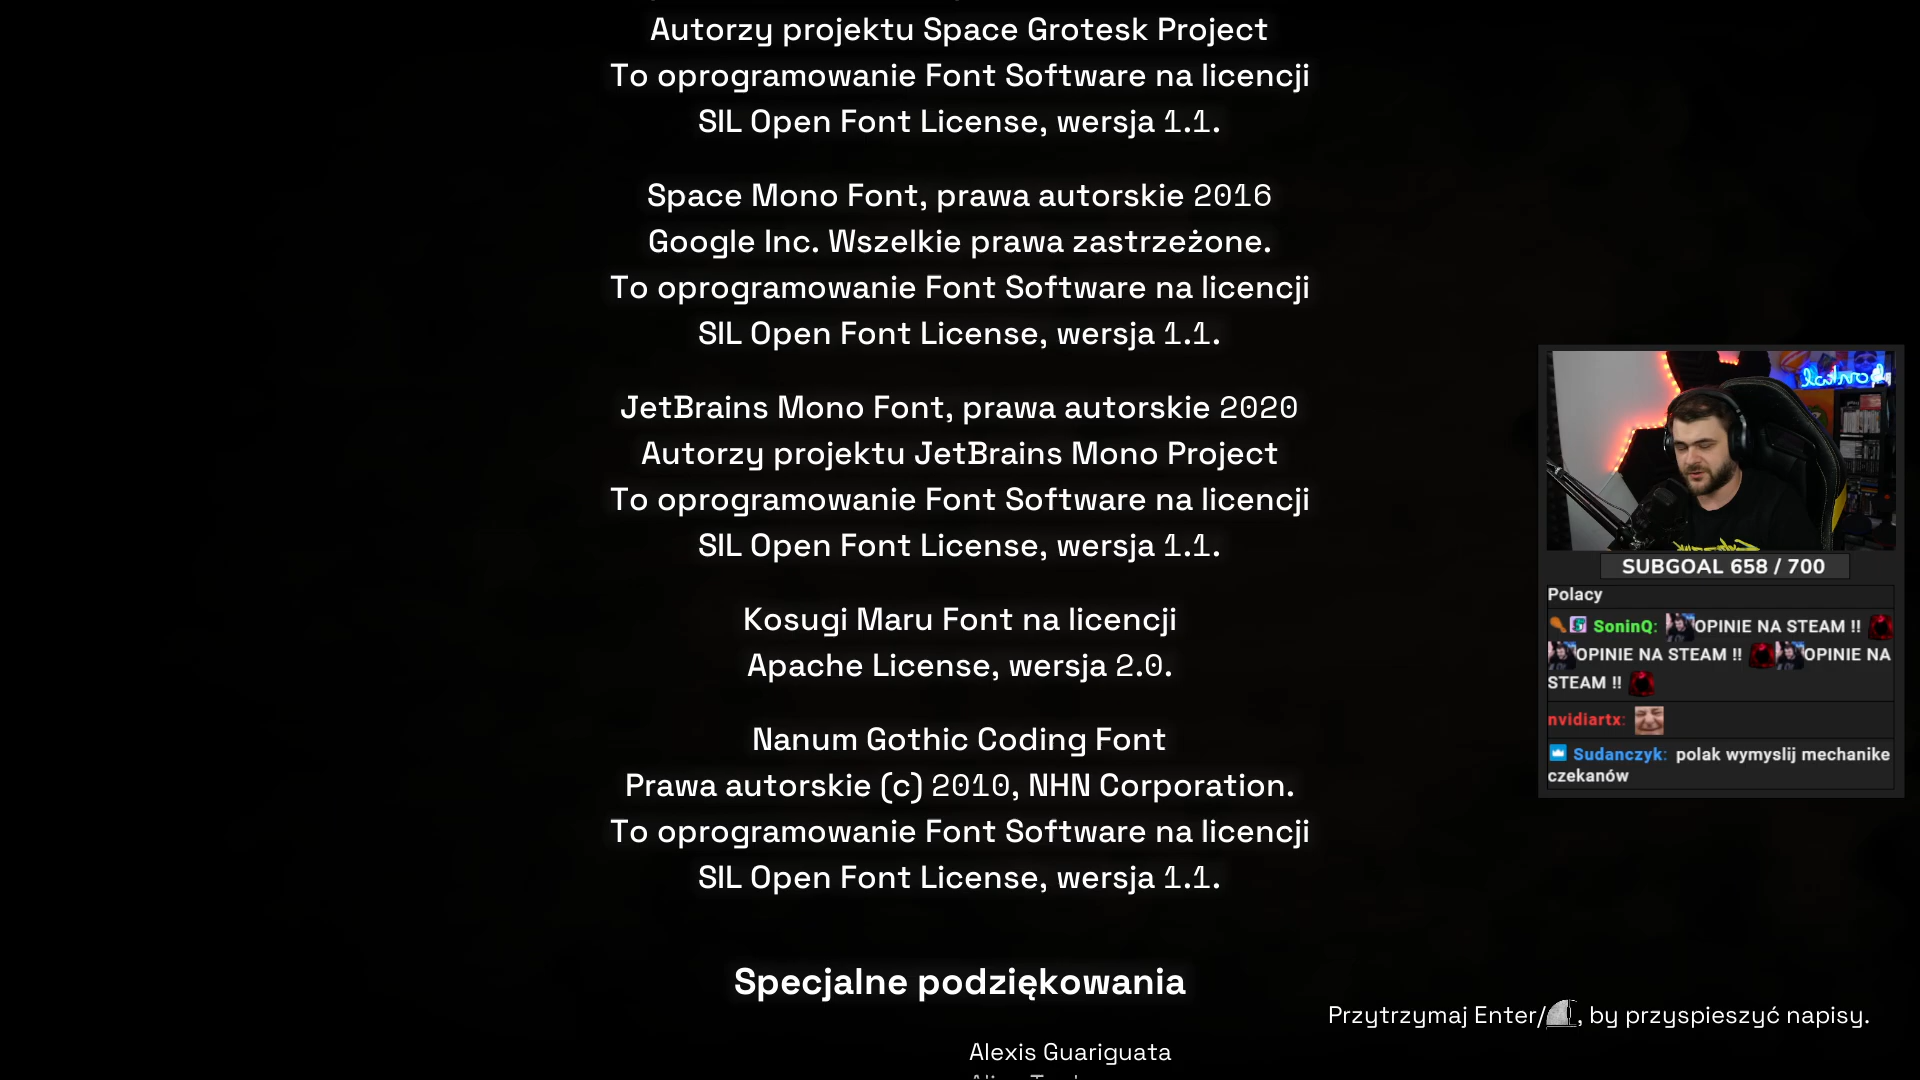 Autorzy projektu Space Grotesk Project
To oprogramowanie Font Software na licencji
SIL Open Font License, wersja 1.1.
Space Mono Font, prawa autorskie 2016
Google Inc. Wszelkie prawa zastrzeżone.
To oprogramowanie Font Software na licencji
SIL Open Font License, wersja 1.1.
JetBrains Mono Font, prawa autorskie 2020
Autorzy projektu JetBrains Mono Project
To oprogramowanie Font Software na licencji
SIL Open Font License, wersja 1.1.
Kosugi Maru Font na licencji
Apache License, wersja 2.0.
Nanum Gothic Coding Font
Prawa autorskie (c) 2010, NHN Corporation.
To oprogramowanie Font Software na licencji
SIL Open Font License, wersja 1.1.
Specjalne podziękowania
Alexis Guariguata
Przytrzymaj Enter/, by przyspieszyć napisy.
SUBGOAL 658 / 700
Polacy
SoninQ: OPINIE NA STEAM !!
OPINIE NA STEAM !! OPINIE NA
STEAM !!
nvidiartx:
Sudanczyk: polak wymyslij mechanike
czekanów